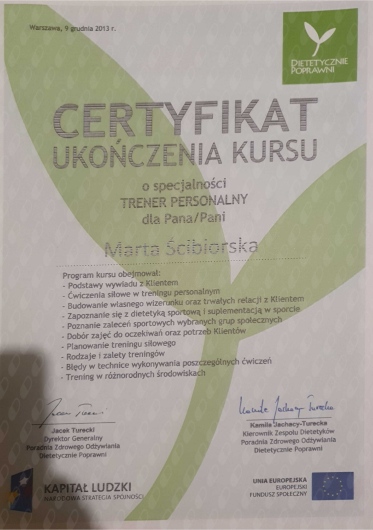 Warszawa, 9 grudnia 2013 r.
DIETETYCZNIE
POPRAWNI
CERTYFIKAT
UKOŃCZENIA KURSU
o specjalności
TRENER PERSONALNY
dla Pana/Pani
Marta Ścibiorska
Program kursu obejmował:
- Podstawy wywiadu z Klientem
- Ćwiczenia siłowe w treningu personalnym
- Budowanie własnego wizerunku oraz trwałych relacji z Klientem
- Zapoznanie się z dietetyką sportową i suplementacją w sporcie
- Poznanie zaleceń sportowych wybranych grup społecznych
- Dobór zajęć do oczekiwań oraz potrzeb Klientów
- Planowanie treningu siłowego
- Rodzaje i zalety treningów
- Błędy w technice wykonywania poszczególnych ćwiczeń
- Trening w różnorodnych środowiskach
Jacek Turecki
Dyrektor Generalny
Poradnia Zdrowego Odżywiania
Dietetycznie Poprawni
Kamila Jachacy-Turecka
Kierownik Zespołu Dietetyków
Poradnia Zdrowego Odżywiania
Dietetycznie Poprawni
KAPITAŁ LUDZKI
NARODOWA STRATEGIA SPÓJNOŚCI
UNIA EUROPEJSKA
EUROPEJSKI
FUNDUSZ SPOŁECZNY